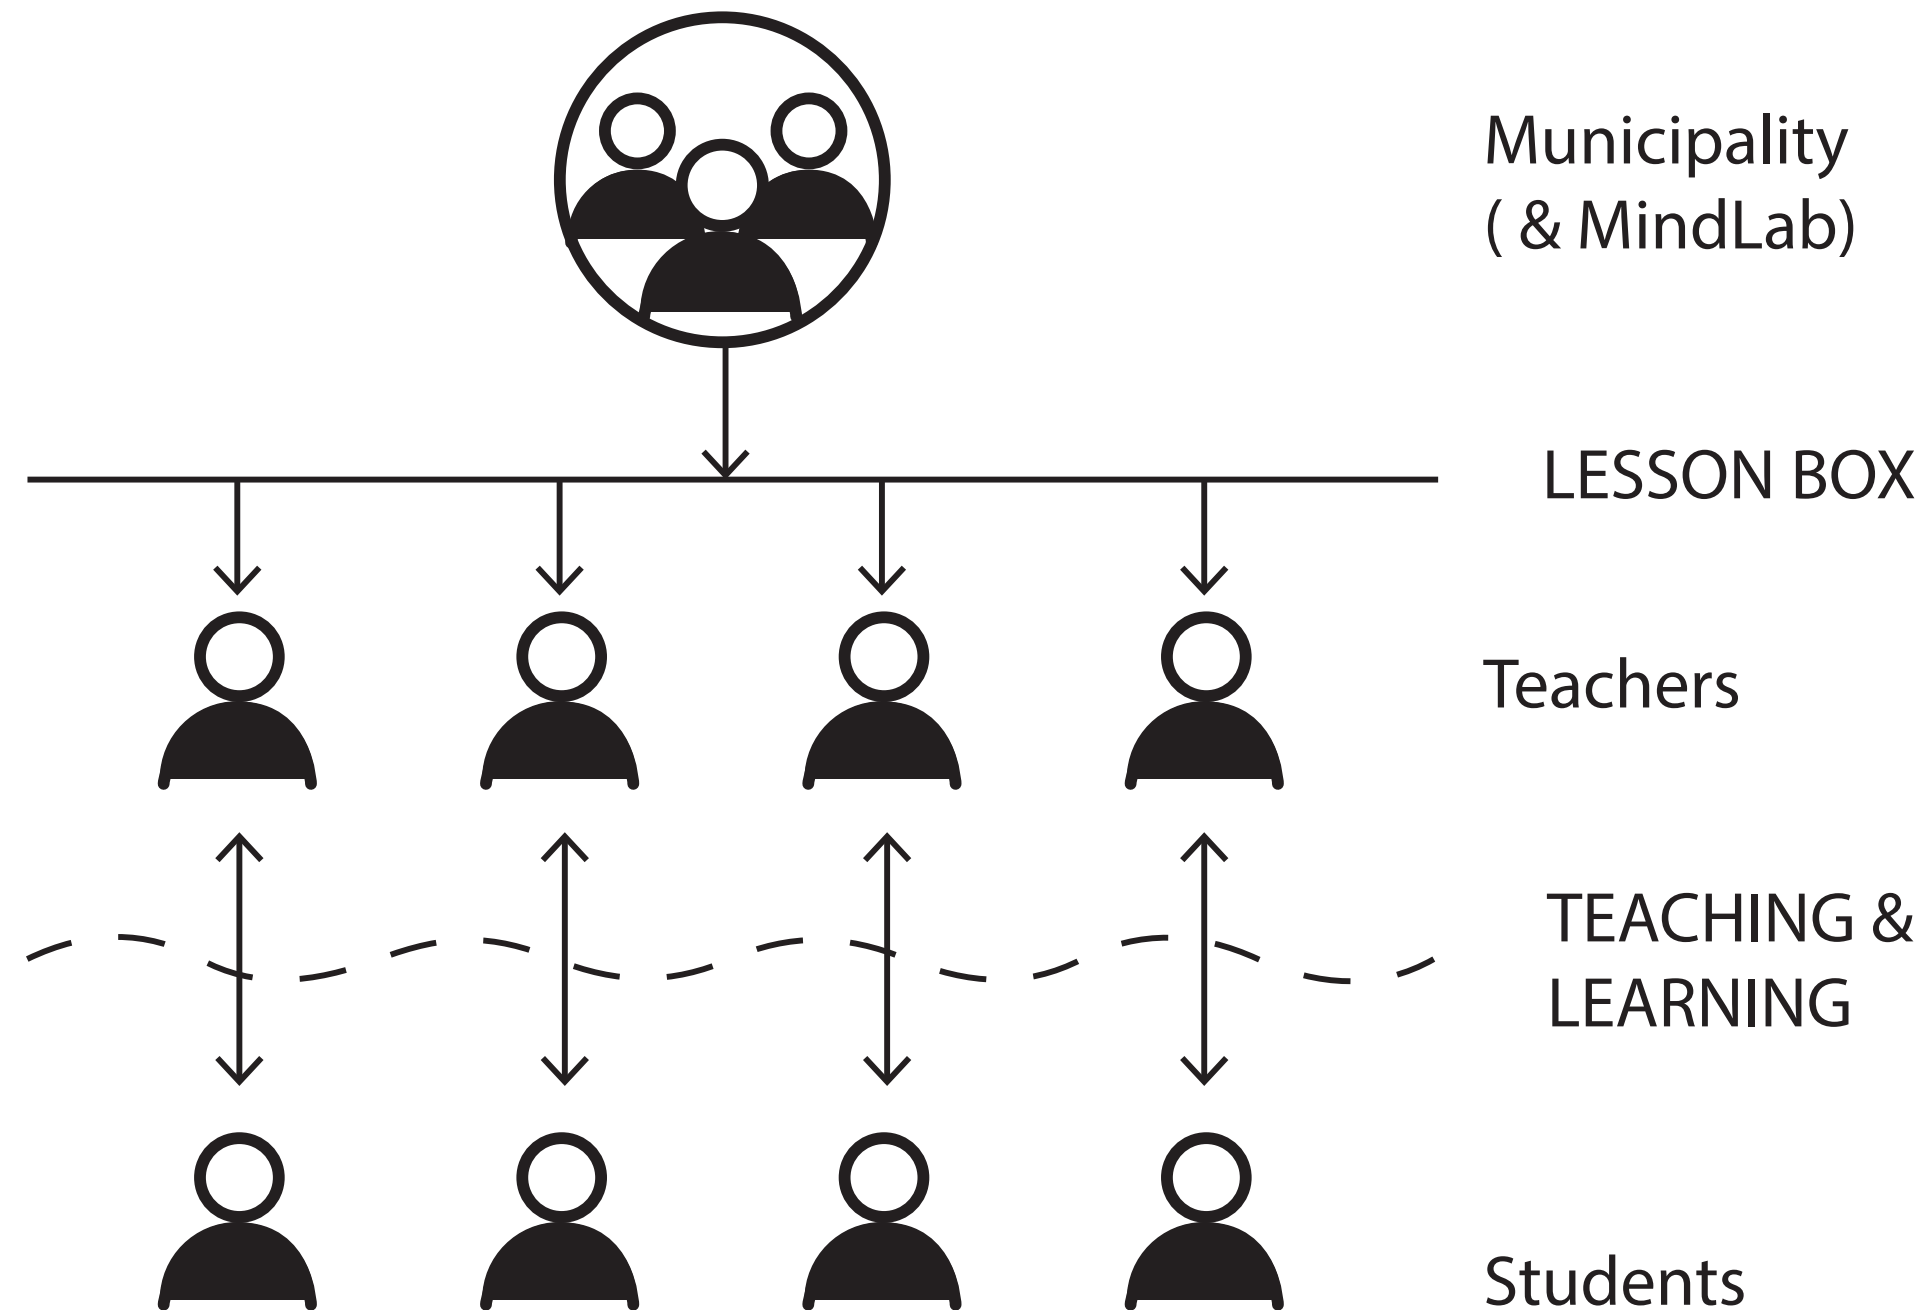 Municipality
( & MindLab)
LESSON BOX
Teachers
TEACHING &
LEARNING
Students